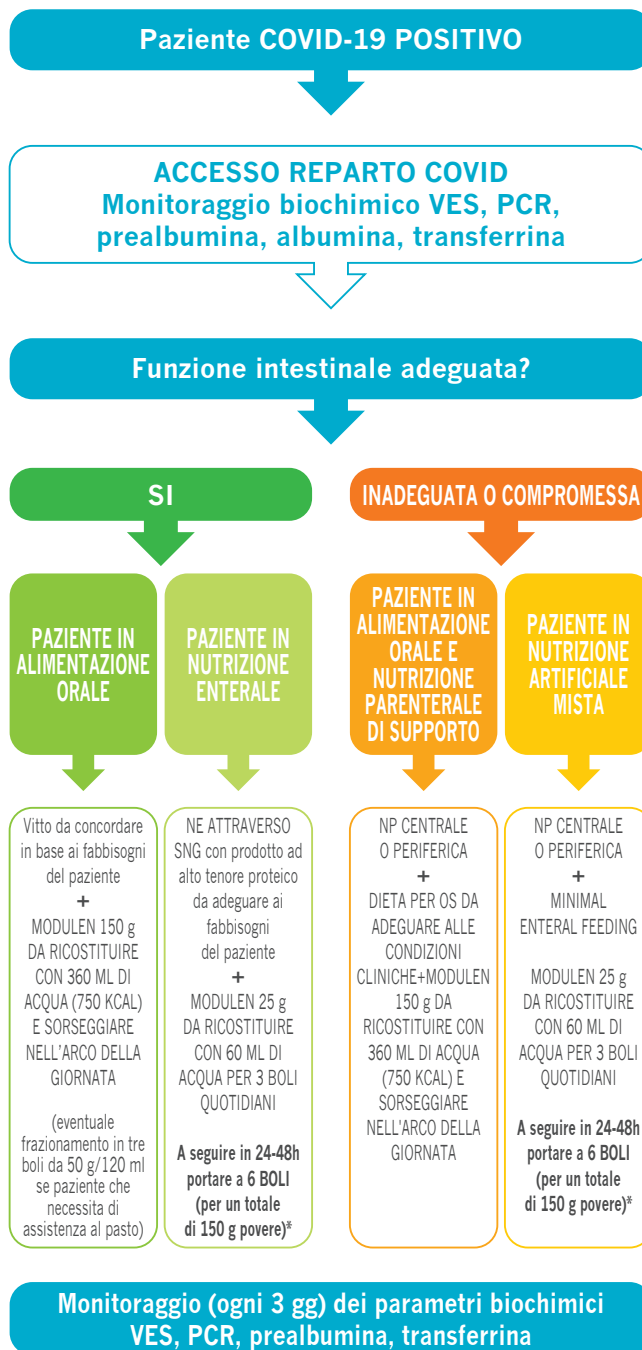 Paziente COVID-19 POSITIVO
ACCESSO REPARTO COVID
Monitoraggio biochimico VES, PCR,
prealbumina, albumina, transferrina
Funzione intestinale adeguata?
SI
INADEGUATA O COMPROMESSA
PAZIENTE IN
ALIMENTAZIONE
ORALE
PAZIENTE IN
NUTRIZIONE
ENTERALE
PAZIENTE IN
ALIMENTAZIONE
ORALE E
NUTRIZIONE
PARENTERALE
DI SUPPORTO
PAZIENTE IN
NUTRIZIONE
ARTIFICIALE
MISTA
Vitto da concordare
in base ai fabbisogni
del paziente
+
MODULEN 150 g
DA RICOSTITUIRE
CON 360 ML DI
ACQUA (750 KCAL)
E SORSEGGIARE
NELL'ARCO DELLA
GIORNATA
(eventuale
frazionamento in tre
boli da 50 g/120 ml
se paziente che
necessita di
assistenza al pasto)
NE ATTRAVERSO
SNG con prodotto ad
alto tenore proteico
da adeguare ai
fabbisogni
del paziente
+
MODULEN 25 g
DA RICOSTITUIRE
CON 60 ML DI
ACQUA PER 3 BOLI
QUOTIDIANI
A seguire in 24-48h
portare a 6 BOLI
(per un totale
di 150 g povere)*
NP CENTRALE
O PERIFERICA
+
DIETA PER OS DA
ADEGUARE ALLE
CONDIZIONI
CLINICHE+MODULEN
150 g DA
RICOSTITUIRE CON
360 ML DI ACQUA
(750 KCAL) E
SORSEGGIARE
NELL'ARCO DELLA
GIORNATA
NP CENTRALE
O PERIFERICA
+
MINIMAL
ENTERAL FEEDING
MODULEN 25 g
DA RICOSTITUIRE
CON 60 ML DI
ACQUA PER 3 BOLI
QUOTIDIANI
A seguire in 24-48h
portare a 6 BOLI
(per un totale
di 150 g povere)*
Monitoraggio (ogni 3 gg) dei parametri biochimici
VES, PCR, prealbumina, transferrina